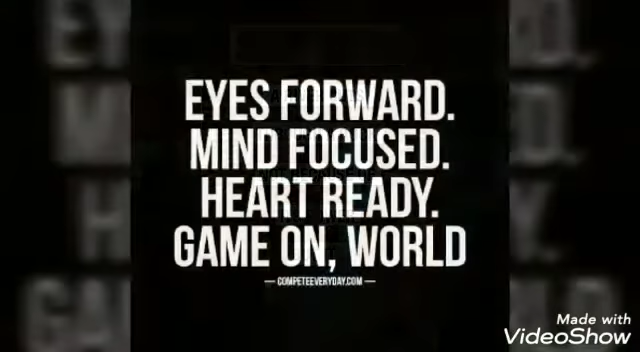 EYES FORWARD.
MIND FOCUSED.
HEART READY.
GAME ON, WORLD
— COMPETEEVERYDAY.COM —
Made with
VideoShow